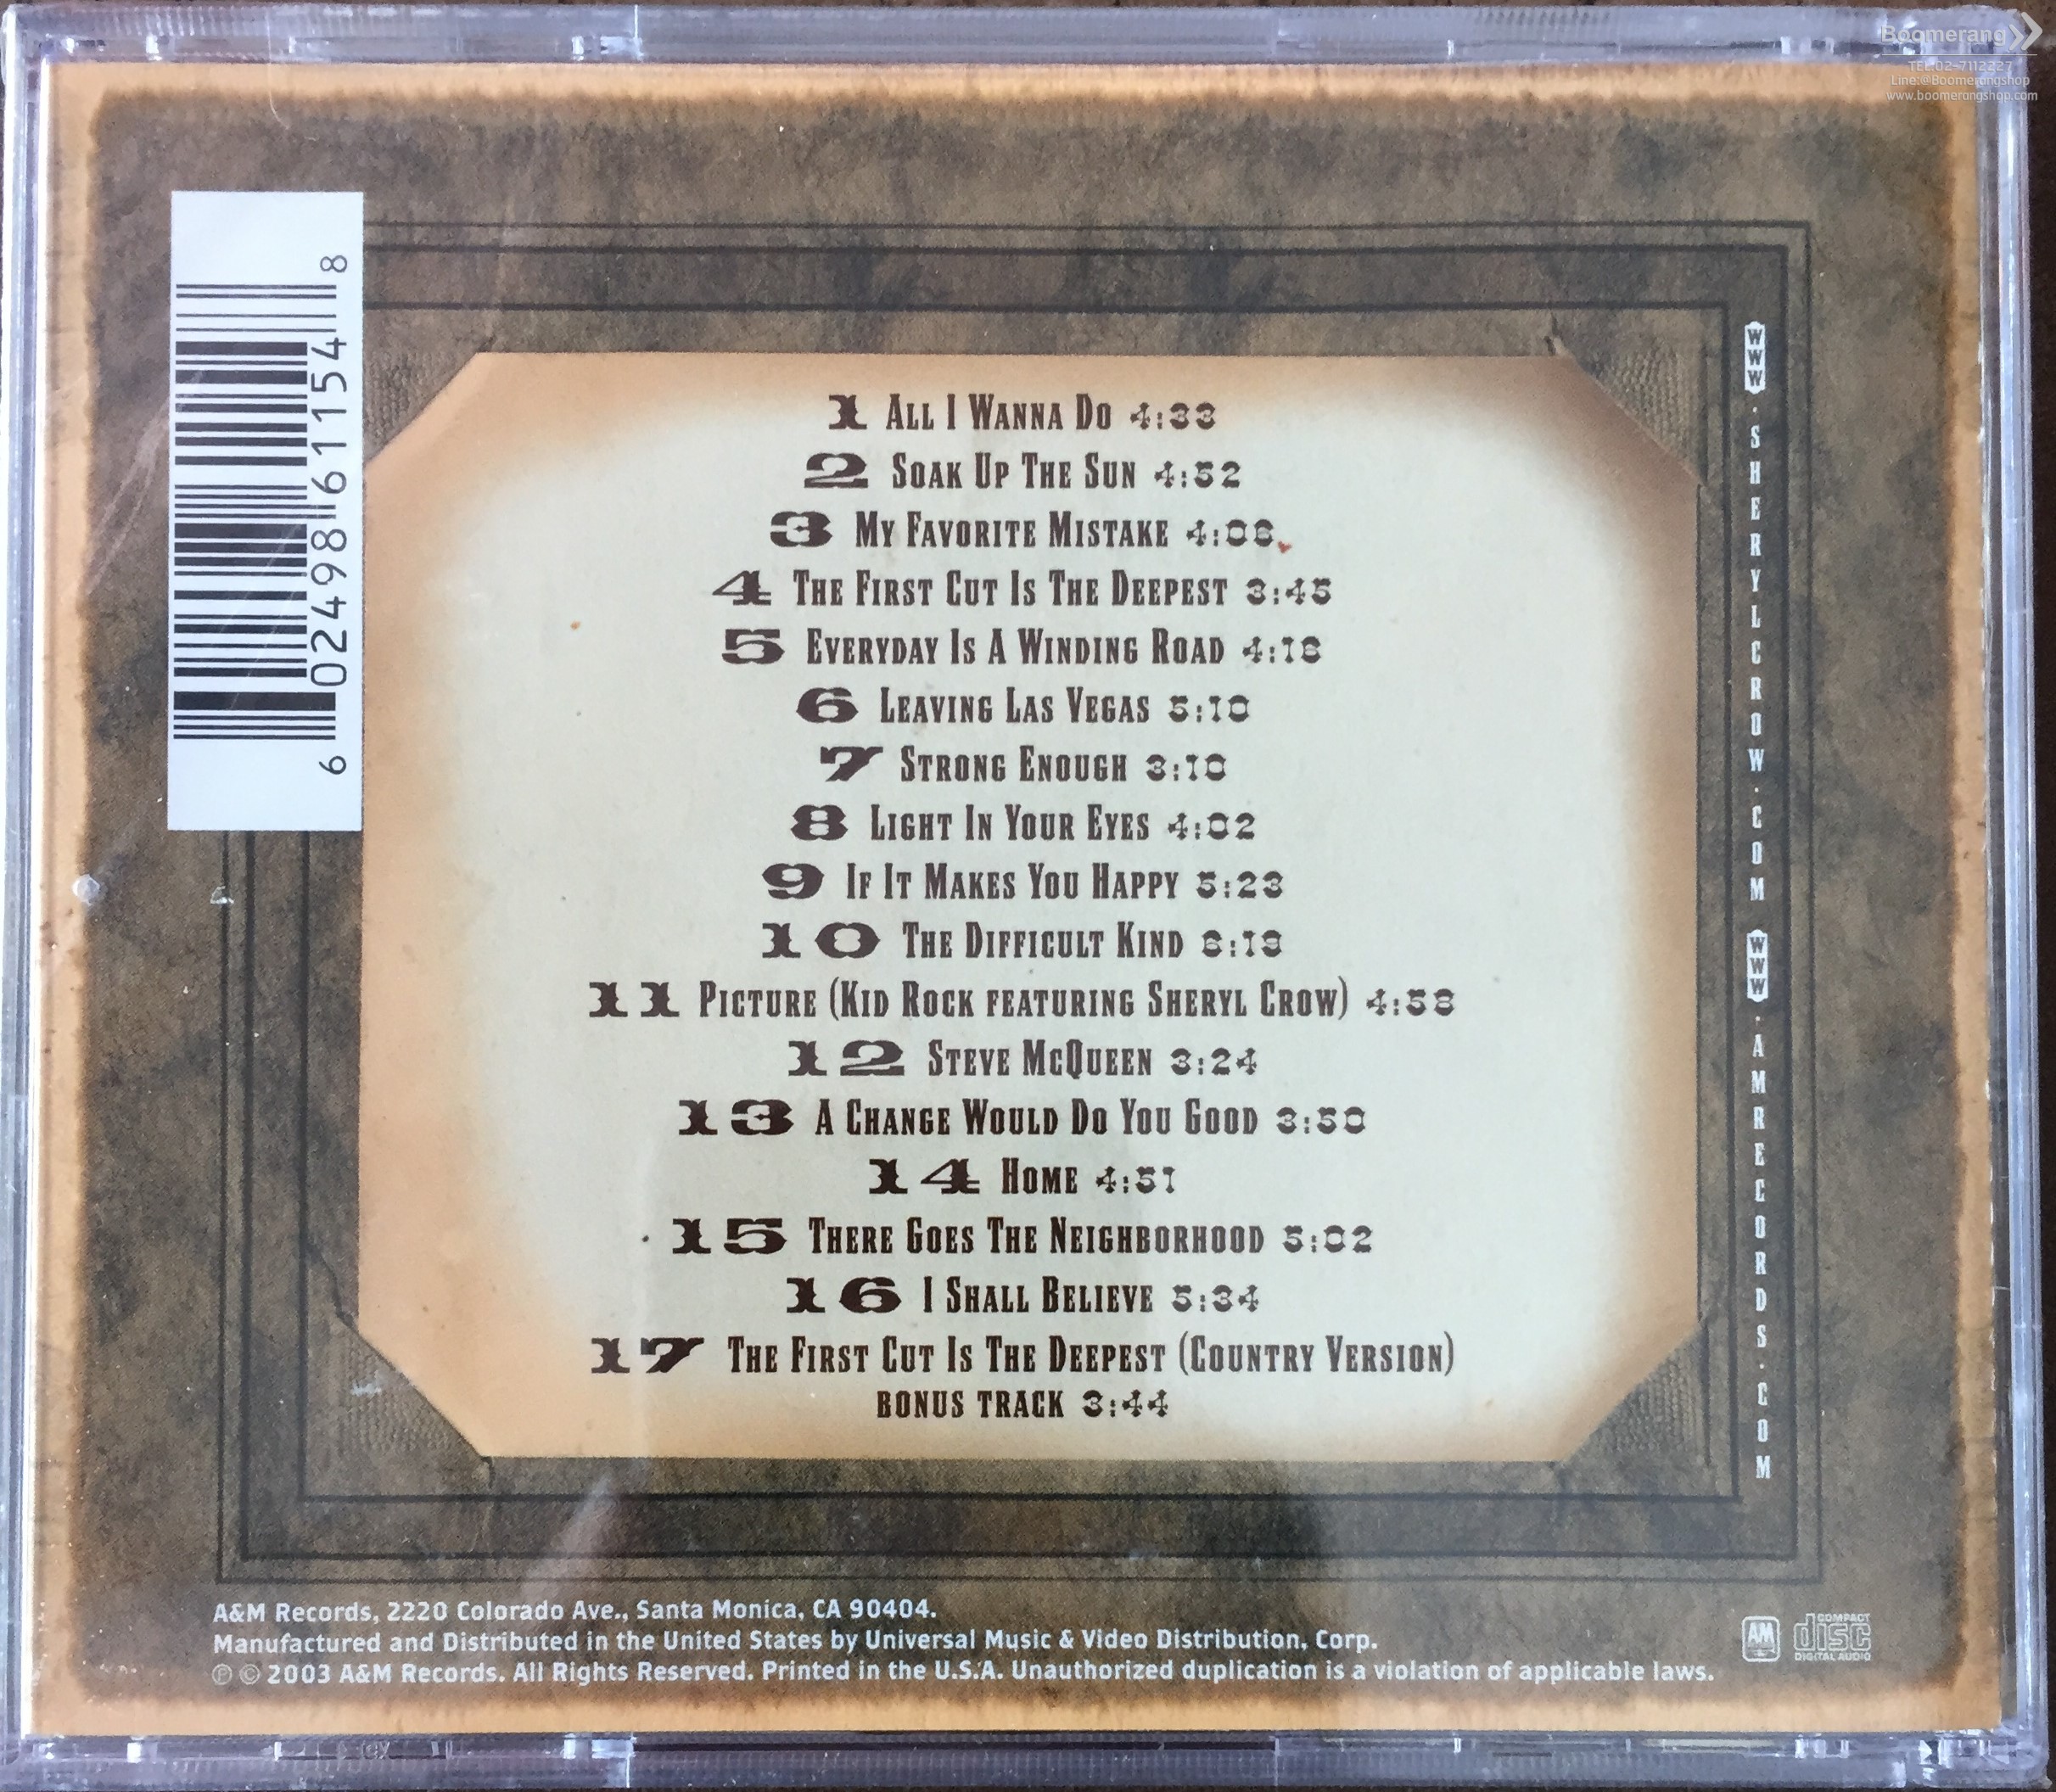 Boomerang
TEL:02-7112227
Line:@Boomerangshop
www.boomerangshop.com
6 02498 61154 8
1 All I Wanna Do 4:33
2 Soak Up The Sun 4:52
3 My Favorite Mistake 4:08
4 The First Cut Is The Deepest 3:45
5 Everyday Is A Winding Road 4:18
6 Leaving Las Vegas 5:10
7 Strong Enough 3:10
8 Light In Your Eyes 4:02
9 If It Makes You Happy 5:23
10 The Difficult Kind 6:19
11 Picture (Kid Rock featuring Sheryl Crow) 4:58
12 Steve McQueen 3:24
13 A Change Would Do You Good 3:50
14 Home 4:51
15 There Goes The Neighborhood 5:02
16 I Shall Believe 5:34
17 The First Cut Is The Deepest (Country Version)
bonus track 3:44
WWW.SHERYLCROW.COM WWW.AMRECORDS.COM
A&M Records, 2220 Colorado Ave., Santa Monica, CA 90404.
Manufactured and Distributed in the United States by Universal Music & Video Distribution, Corp.
℗ © 2003 A&M Records. All Rights Reserved. Printed in the U.S.A. Unauthorized duplication is a violation of applicable laws.
AM
COMPACT
disc
DIGITAL AUDIO